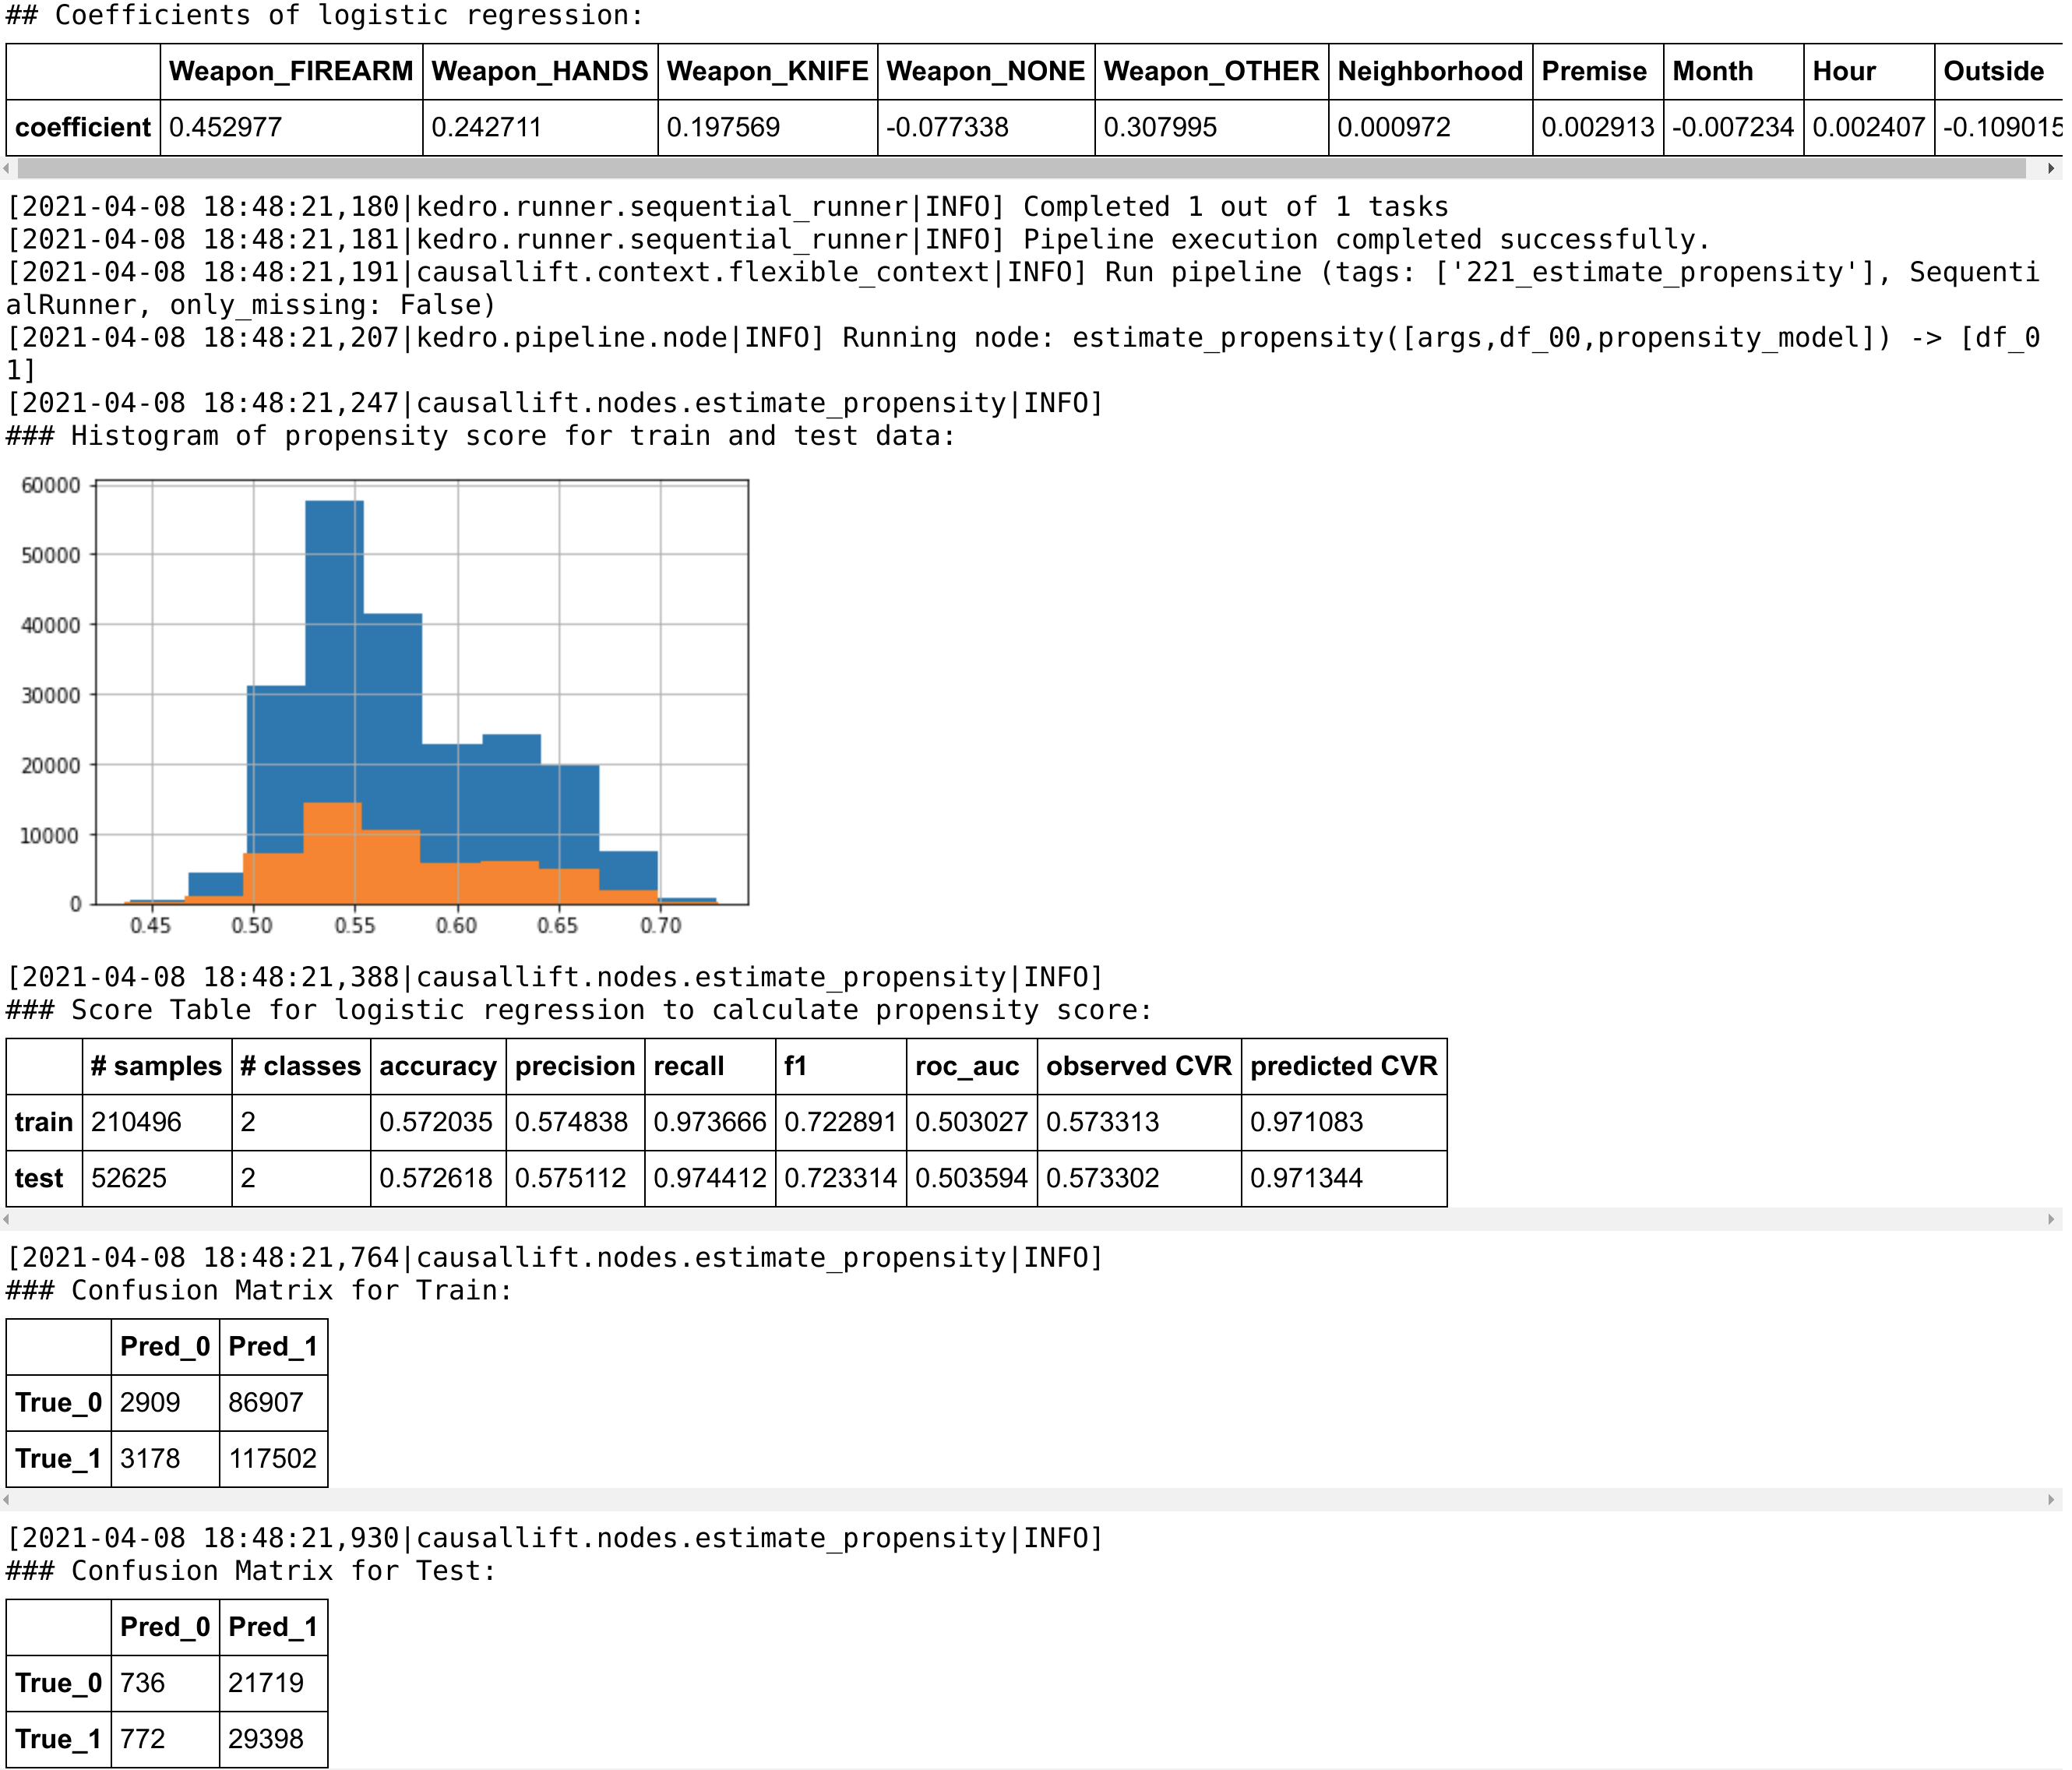 ## Coefficients of logistic regression:
Weapon_FIREARM Weapon_HANDS Weapon_KNIFE Weapon_NONE Weapon_OTHER Neighborhood Premise Month Hour Outside
coefficient 0.452977 0.242711 0.197569 -0.077338 0.307995 0.000972 0.002913 -0.007234 0.002407 -0.109015
[2021-04-08 18:48:21,180|kedro.runner.sequential_runner|INFO] Completed 1 out of 1 tasks
[2021-04-08 18:48:21,181|kedro.runner.sequential_runner|INFO] Pipeline execution completed successfully.
[2021-04-08 18:48:21,191|causallift.context.flexible_context|INFO] Run pipeline (tags: ['221_estimate_propensity'], Sequenti
alRunner, only_missing: False)
[2021-04-08 18:48:21,207|kedro.pipeline.node|INFO] Running node: estimate_propensity([args,df_00,propensity_model]) -> [df_0
1]
[2021-04-08 18:48:21,247|causallift.nodes.estimate_propensity|INFO]
### Histogram of propensity score for train and test data:
60000
50000
40000
30000
20000
10000
0
0.45 0.50 0.55 0.60 0.65 0.70
[2021-04-08 18:48:21,388|causallift.nodes.estimate_propensity|INFO]
### Score Table for logistic regression to calculate propensity score:
# samples # classes accuracy precision recall f1 roc_auc observed CVR predicted CVR
train 210496 2 0.572035 0.574838 0.973666 0.722891 0.503027 0.573313 0.971083
test 52625 2 0.572618 0.575112 0.974412 0.723314 0.503594 0.573302 0.971344
[2021-04-08 18:48:21,764|causallift.nodes.estimate_propensity|INFO]
### Confusion Matrix for Train:
Pred_0 Pred_1
True_0 2909 86907
True_1 3178 117502
[2021-04-08 18:48:21,930|causallift.nodes.estimate_propensity|INFO]
### Confusion Matrix for Test:
Pred_0 Pred_1
True_0 736 21719
True_1 772 29398